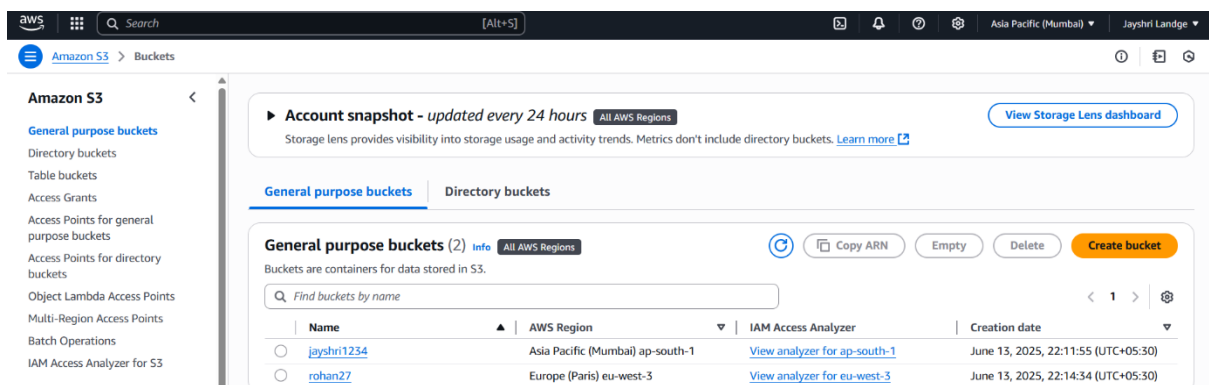 aws
Search [Alt+S]
Asia Pacific (Mumbai) Jayshri Landge
Amazon S3 > Buckets
Amazon S3
General purpose buckets
Directory buckets
Table buckets
Access Grants
Access Points for general
purpose buckets
Access Points for directory
buckets
Object Lambda Access Points
Multi-Region Access Points
Batch Operations
IAM Access Analyzer for S3
Account snapshot - updated every 24 hours All AWS Regions
View Storage Lens dashboard
Storage lens provides visibility into storage usage and activity trends. Metrics don't include directory buckets. Learn more
General purpose buckets Directory buckets
General purpose buckets (2) Info All AWS Regions
Copy ARN Empty Delete Create bucket
Buckets are containers for data stored in S3.
Find buckets by name
1
Name AWS Region IAM Access Analyzer Creation date
jayshri1234 Asia Pacific (Mumbai) ap-south-1 View analyzer for ap-south-1 June 13, 2025, 22:11:55 (UTC+05:30)
rohan27 Europe (Paris) eu-west-3 View analyzer for eu-west-3 June 13, 2025, 22:14:34 (UTC+05:30)